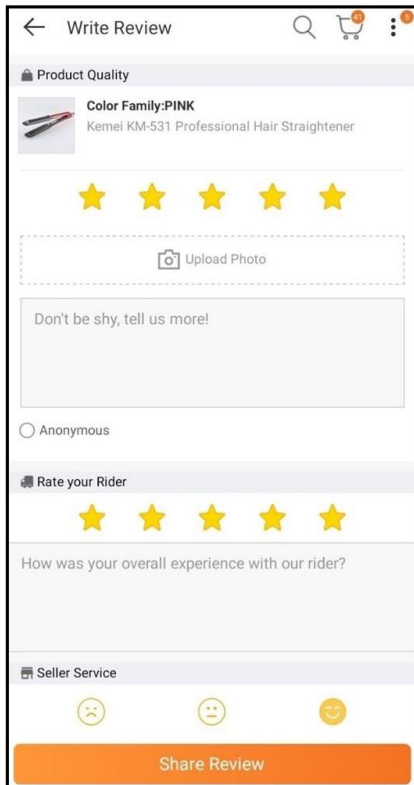 Write Review
41
5
Product Quality
Color Family:PINK
Kemei KM-531 Professional Hair Straightener
Upload Photo
Don't be shy, tell us more!
Anonymous
Rate your Rider
How was your overall experience with our rider?
Seller Service
Share Review